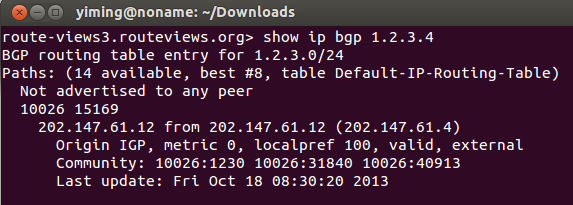 yiming@noname: ~/Downloads
route-views3.routeviews.org> show ip bgp 1.2.3.4
BGP routing table entry for 1.2.3.0/24
Paths: (14 available, best #8, table Default-IP-Routing-Table)
  Not advertised to any peer
  10026 15169
    202.147.61.12 from 202.147.61.12 (202.147.61.4)
      Origin IGP, metric 0, localpref 100, valid, external
      Community: 10026:1230 10026:31840 10026:40913
      Last update: Fri Oct 18 08:30:20 2013